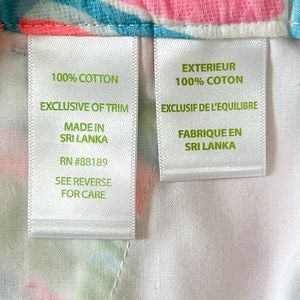 100% COTTON
EXCLUSIVE OF TRIM
MADE IN
SRI LANKA
RN #88189
SEE REVERSE
FOR CARE
EXTERIEUR
100% COTON
EXCLUSIF DE L'EQUILIBRE
FABRIQUE EN
SRI LANKA